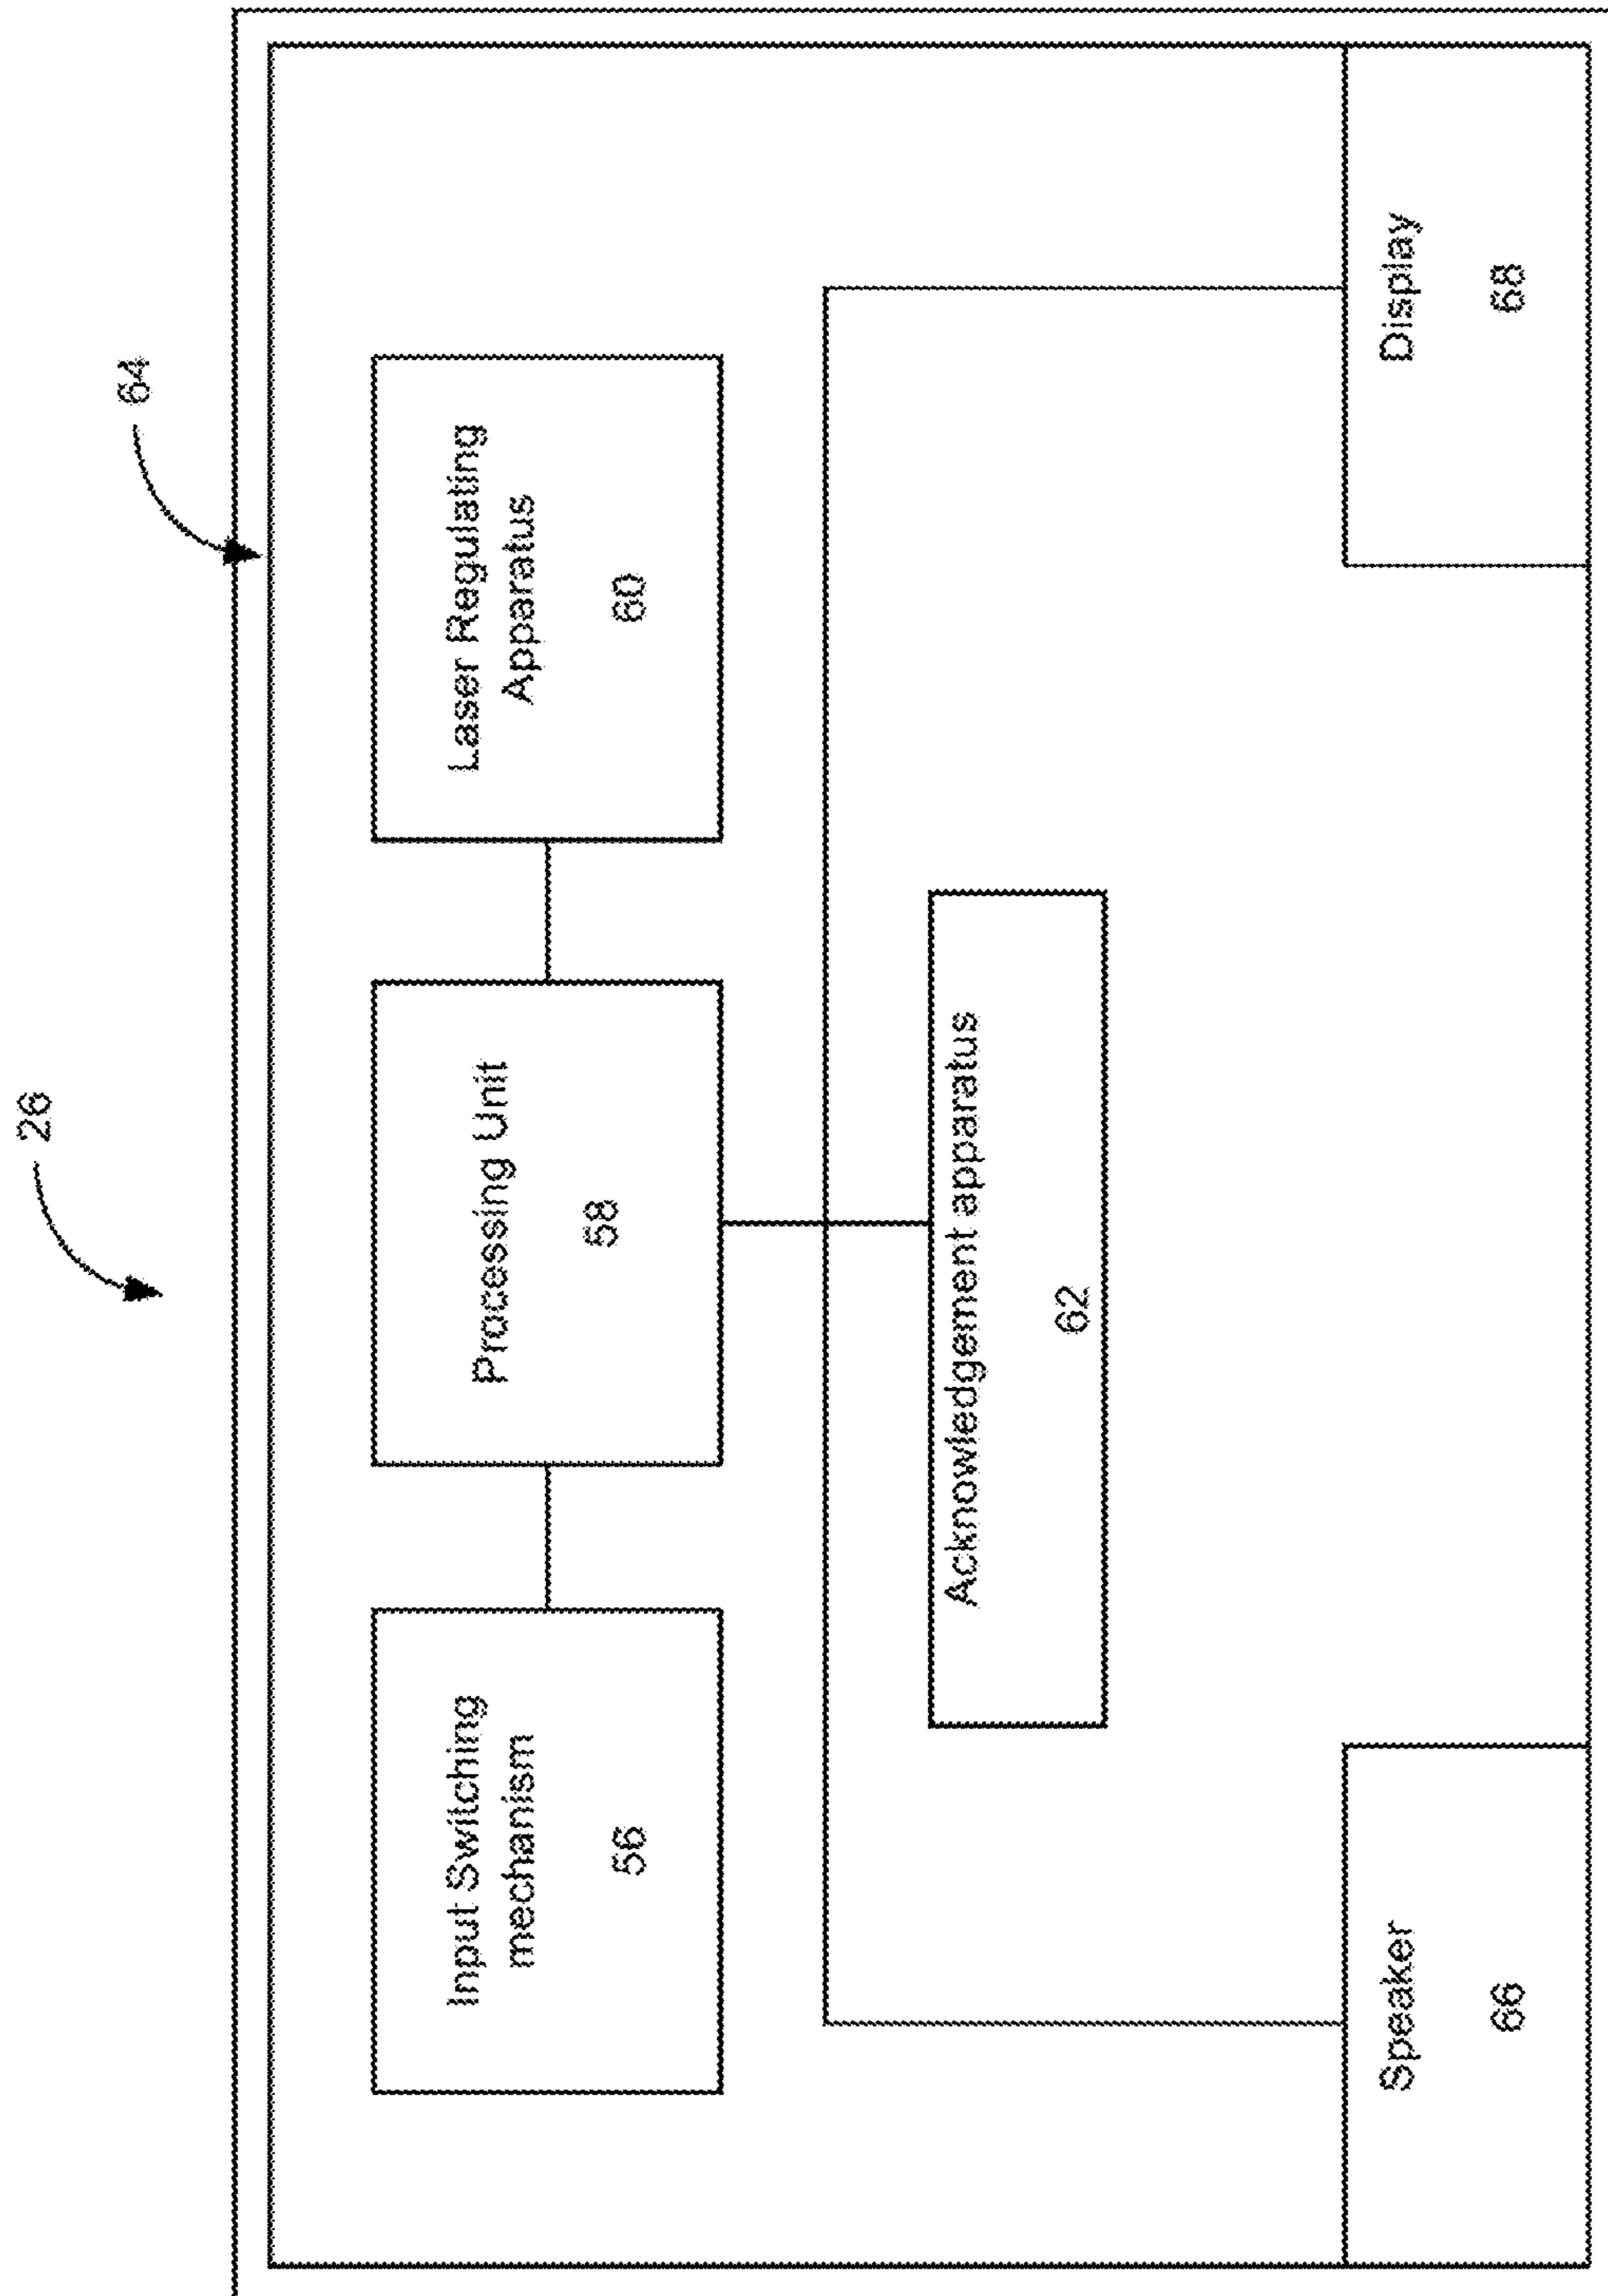 26
64
Input Switching
mechanism
56
Processing Unit
58
Laser Regulating
Apparatus
60
Acknowledgement apparatus
62
Speaker
66
Display
68